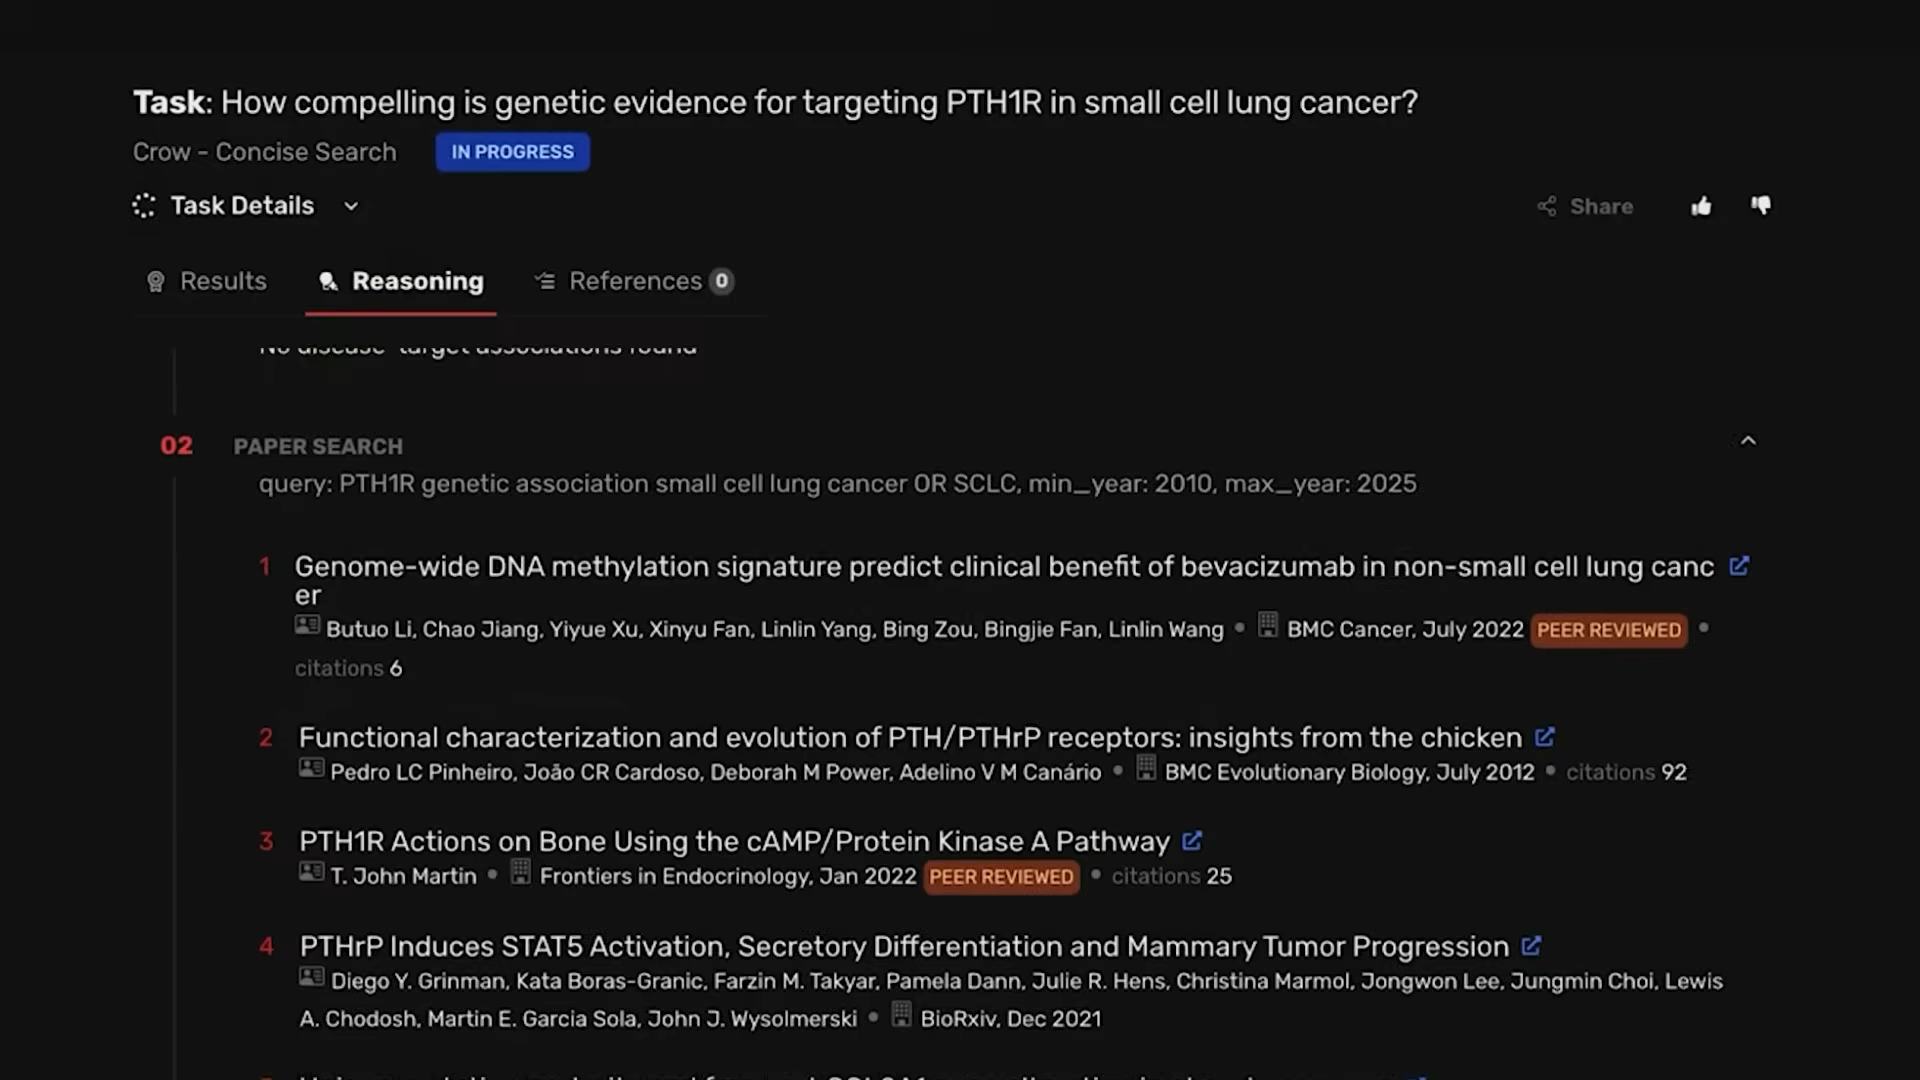 Task: How compelling is genetic evidence for targeting PTH1R in small cell lung cancer?
Crow - Concise Search IN PROGRESS
Task Details Share
Results Reasoning References 0
No disease-target associations found
02 PAPER SEARCH
query: PTH1R genetic association small cell lung cancer OR SCLC, min_year: 2010, max_year: 2025
1 Genome-wide DNA methylation signature predict clinical benefit of bevacizumab in non-small cell lung canc
er
Butuo Li, Chao Jiang, Yiyue Xu, Xinyu Fan, Linlin Yang, Bing Zou, Bingjie Fan, Linlin Wang • BMC Cancer, July 2022 PEER REVIEWED •
citations 6
2 Functional characterization and evolution of PTH/PTHrP receptors: insights from the chicken
Pedro LC Pinheiro, João CR Cardoso, Deborah M Power, Adelino V M Canário • BMC Evolutionary Biology, July 2012 • citations 92
3 PTH1R Actions on Bone Using the cAMP/Protein Kinase A Pathway
T. John Martin • Frontiers in Endocrinology, Jan 2022 PEER REVIEWED • citations 25
4 PTHrP Induces STAT5 Activation, Secretory Differentiation and Mammary Tumor Progression
Diego Y. Grinman, Kata Boras-Granic, Farzin M. Takyar, Pamela Dann, Julie R. Hens, Christina Marmol, Jongwon Lee, Jungmin Choi, Lewis
A. Chodosh, Martin E. Garcia Sola, John J. Wysolmerski • BioRxiv, Dec 2021